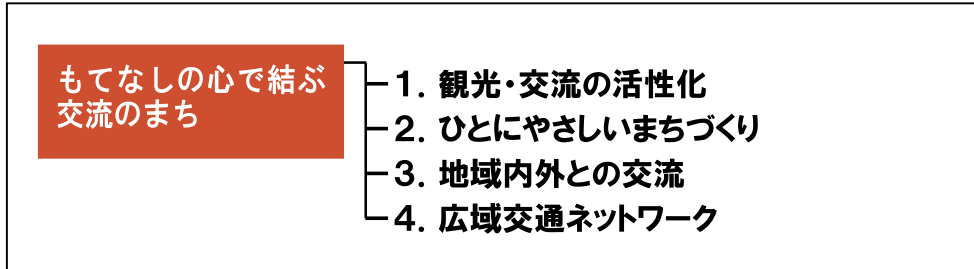 もてなしの心で結ぶ
交流のまち
1. 観光・交流の活性化
2. ひとにやさしいまちづくり
3. 地域内外との交流
4. 広域交通ネットワーク